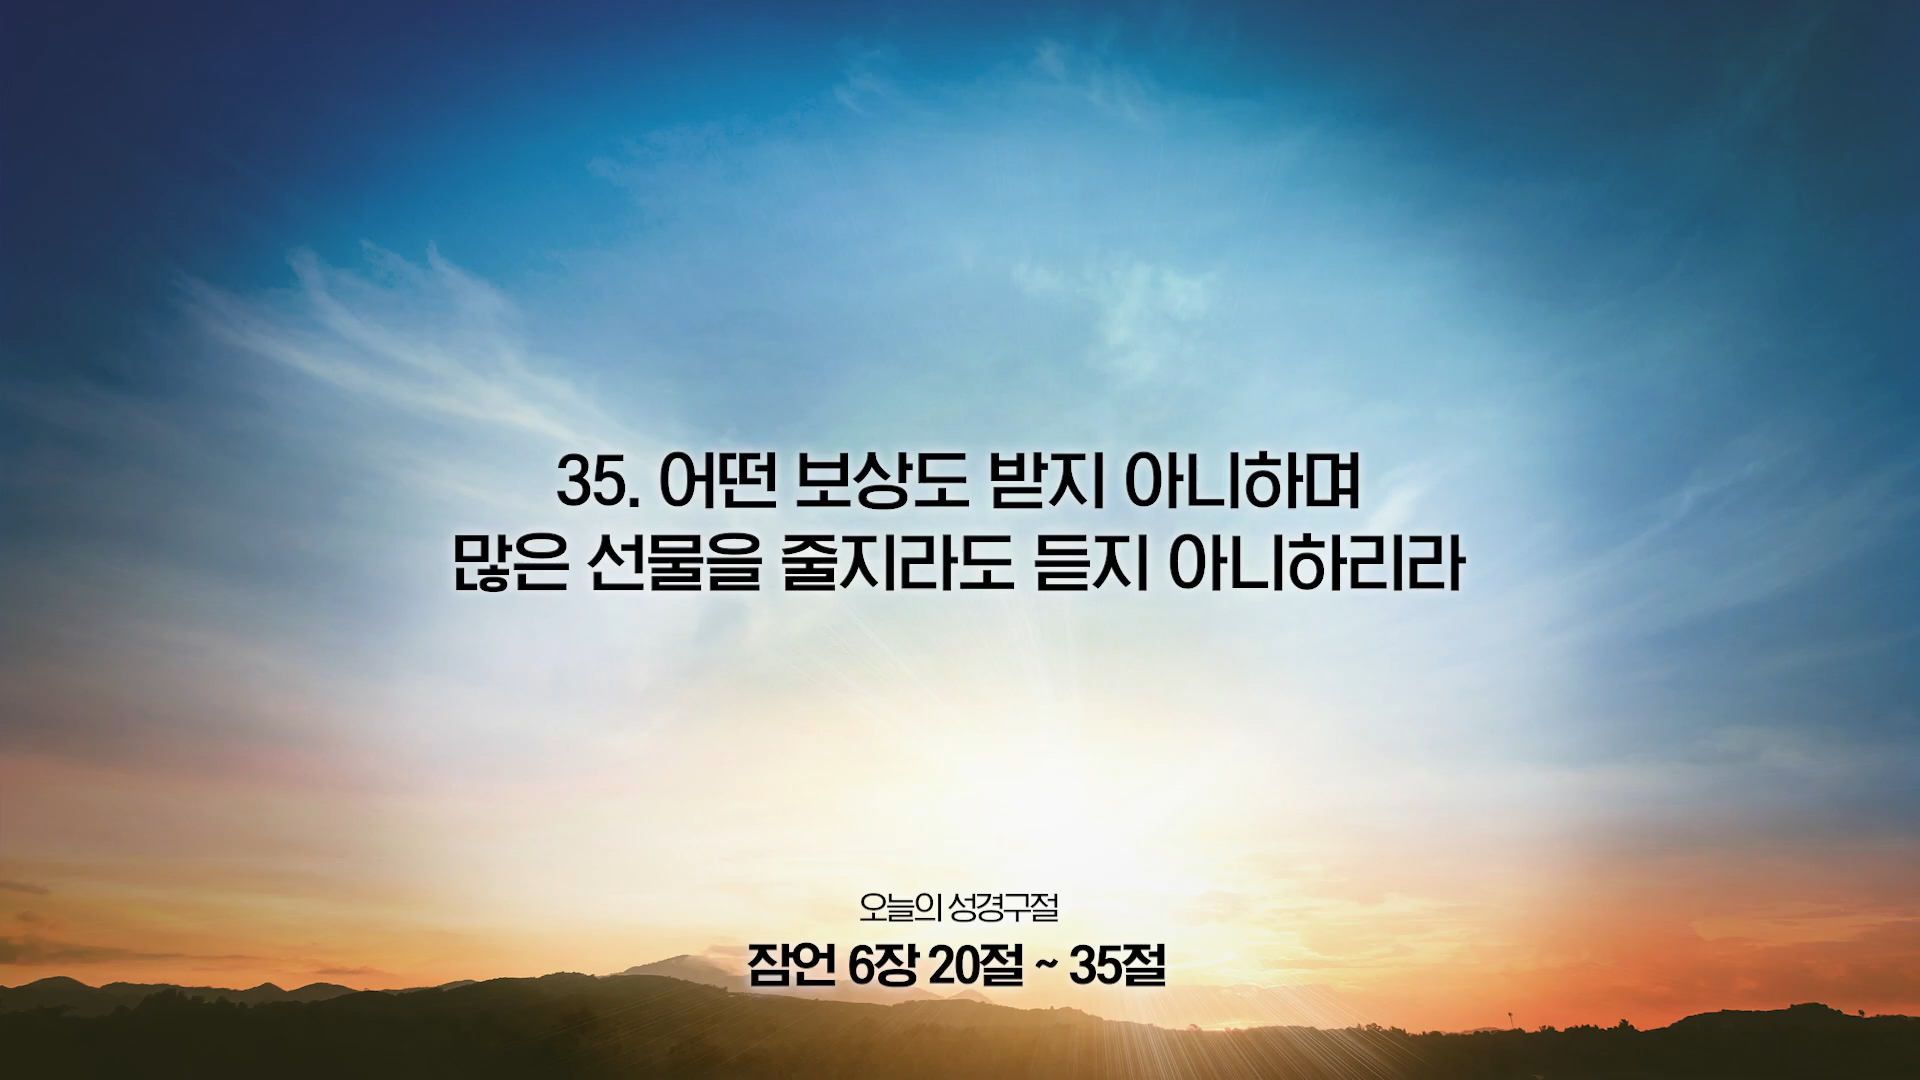 35. 어떤 보상도 받지 아니하며
많은 선물을 줄지라도 듣지 아니하리라
오늘의 성경구절
잠언 6장 20절 ~ 35절